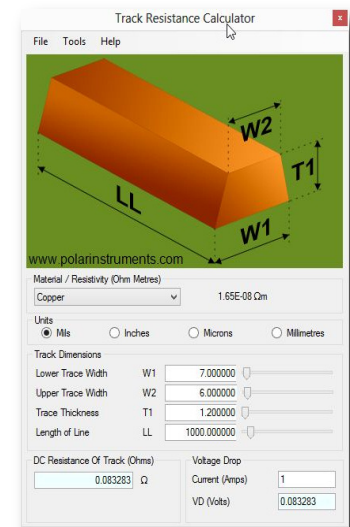 Track Resistance Calculator
x
File Tools Help
W2
T1
LL
W1
www.polarinstruments.com
Material / Resistivity (Ohm Metres)
Copper 1.65E-08 Ωm
Units
Mils Inches Microns Millimetres
Track Dimensions
Lower Trace Width W1 7.000000
Upper Trace Width W2 6.000000
Trace Thickness T1 1.200000
Length of Line LL 1000.000000
DC Resistance Of Track (Ohms) Voltage Drop
Current (Amps) 1
0.083283 Ω
VD (Volts) 0.083283